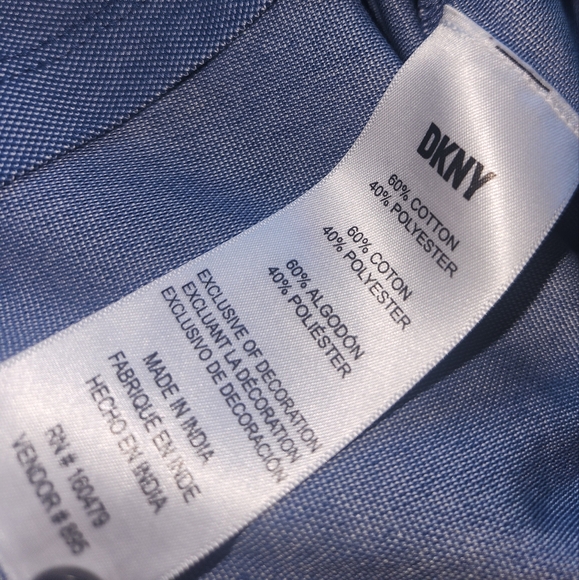 DKNY
60% COTTON
40% POLYESTER
60% COTON
40% POLYESTER
60% ALGODÓN
40% POLIÉSTER
EXCLUSIVE OF DECORATION
EXCLUANT LA DÉCORATION
EXCLUSIVO DE DECORACIÓN
MADE IN INDIA
FABRIQUE EN INDE
HECHO EN INDIA
RN # 160479
VENDOR # 895